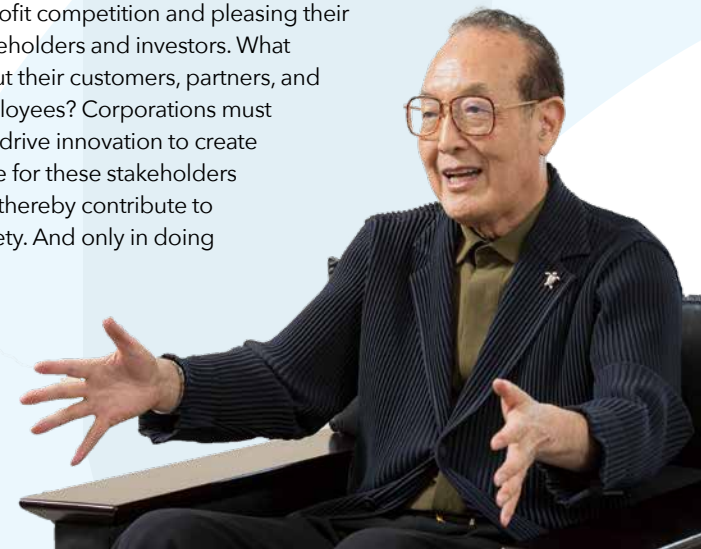 ofit competition and pleasing their
eholders and investors. What
ut their customers, partners, and
loyees? Corporations must
drive innovation to create
e for these stakeholders
thereby contribute to
ety. And only in doing